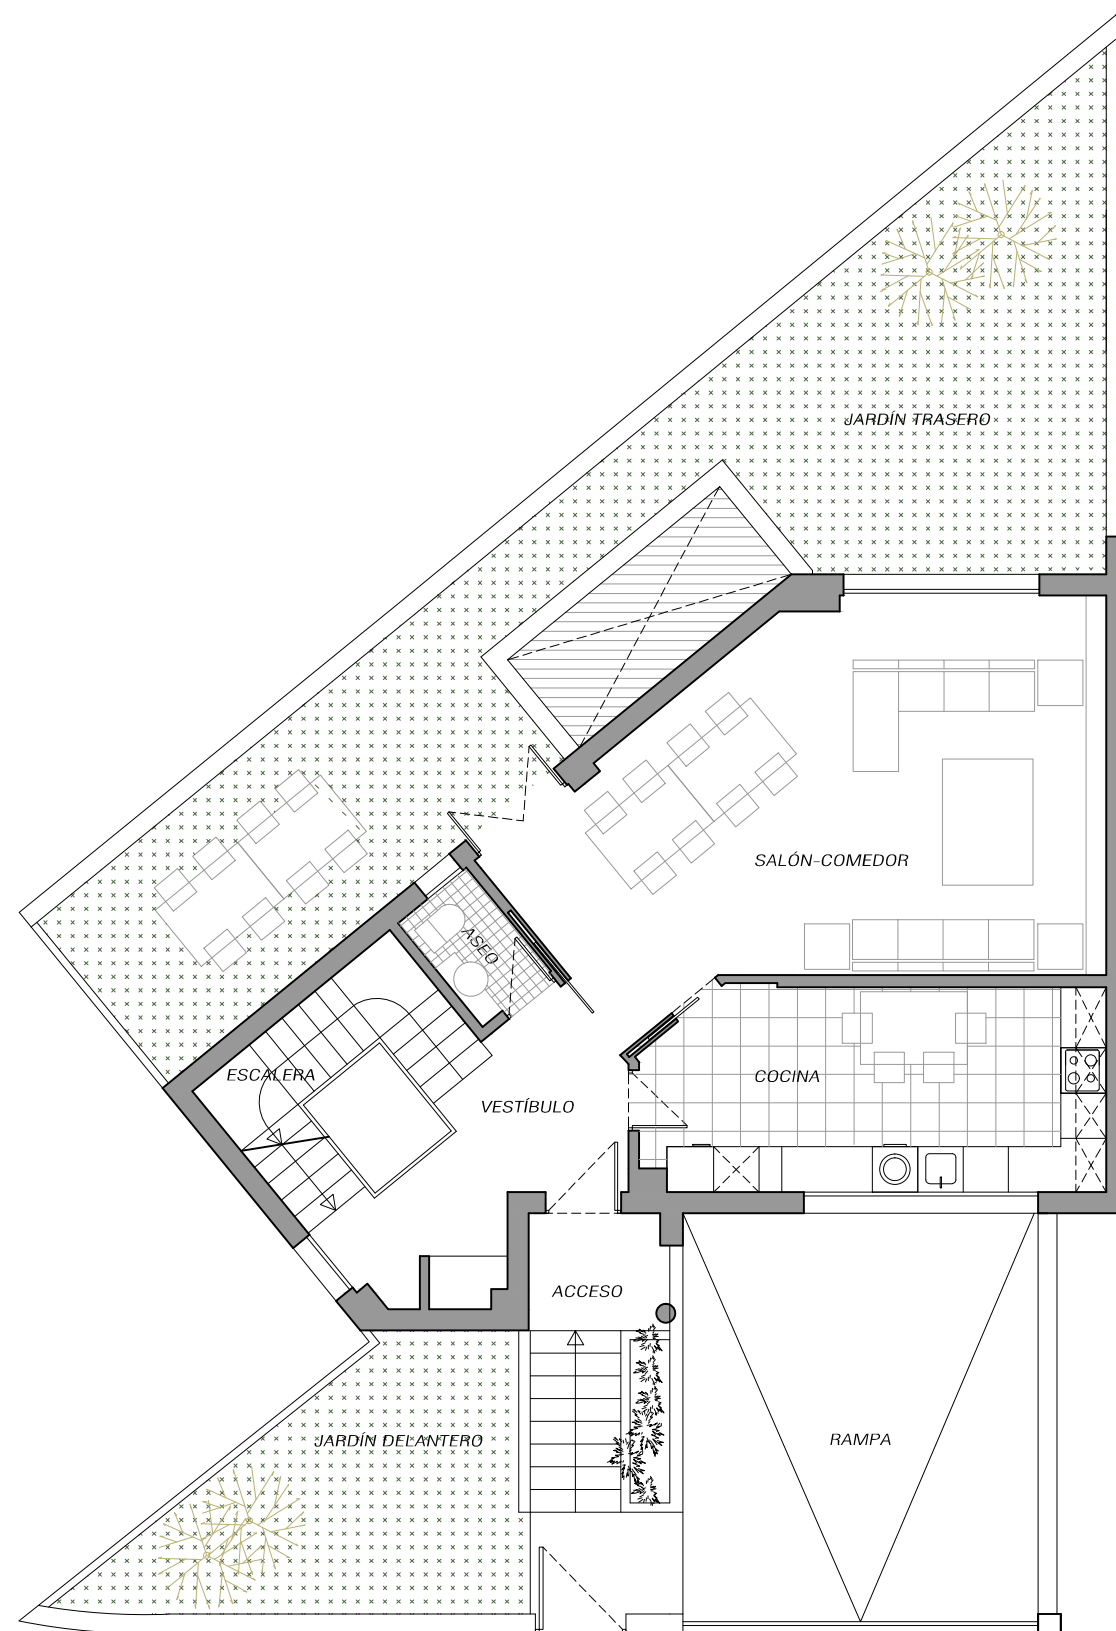 JARDÍN TRASERO
SALÓN-COMEDOR
ASEO
ESCALERA
COCINA
VESTÍBULO
ACCESO
JARDÍN DELANTERO
RAMPA